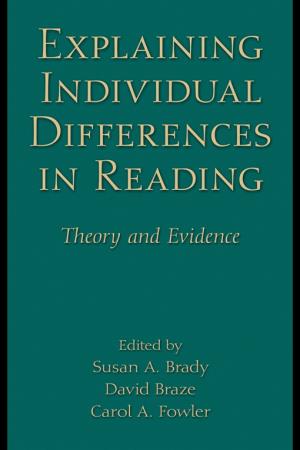 EXPLAINING
INDIVIDUAL
DIFFERENCES
IN READING
Theory and Evidence
Edited by
Susan A. Brady
David Braze
Carol A. Fowler